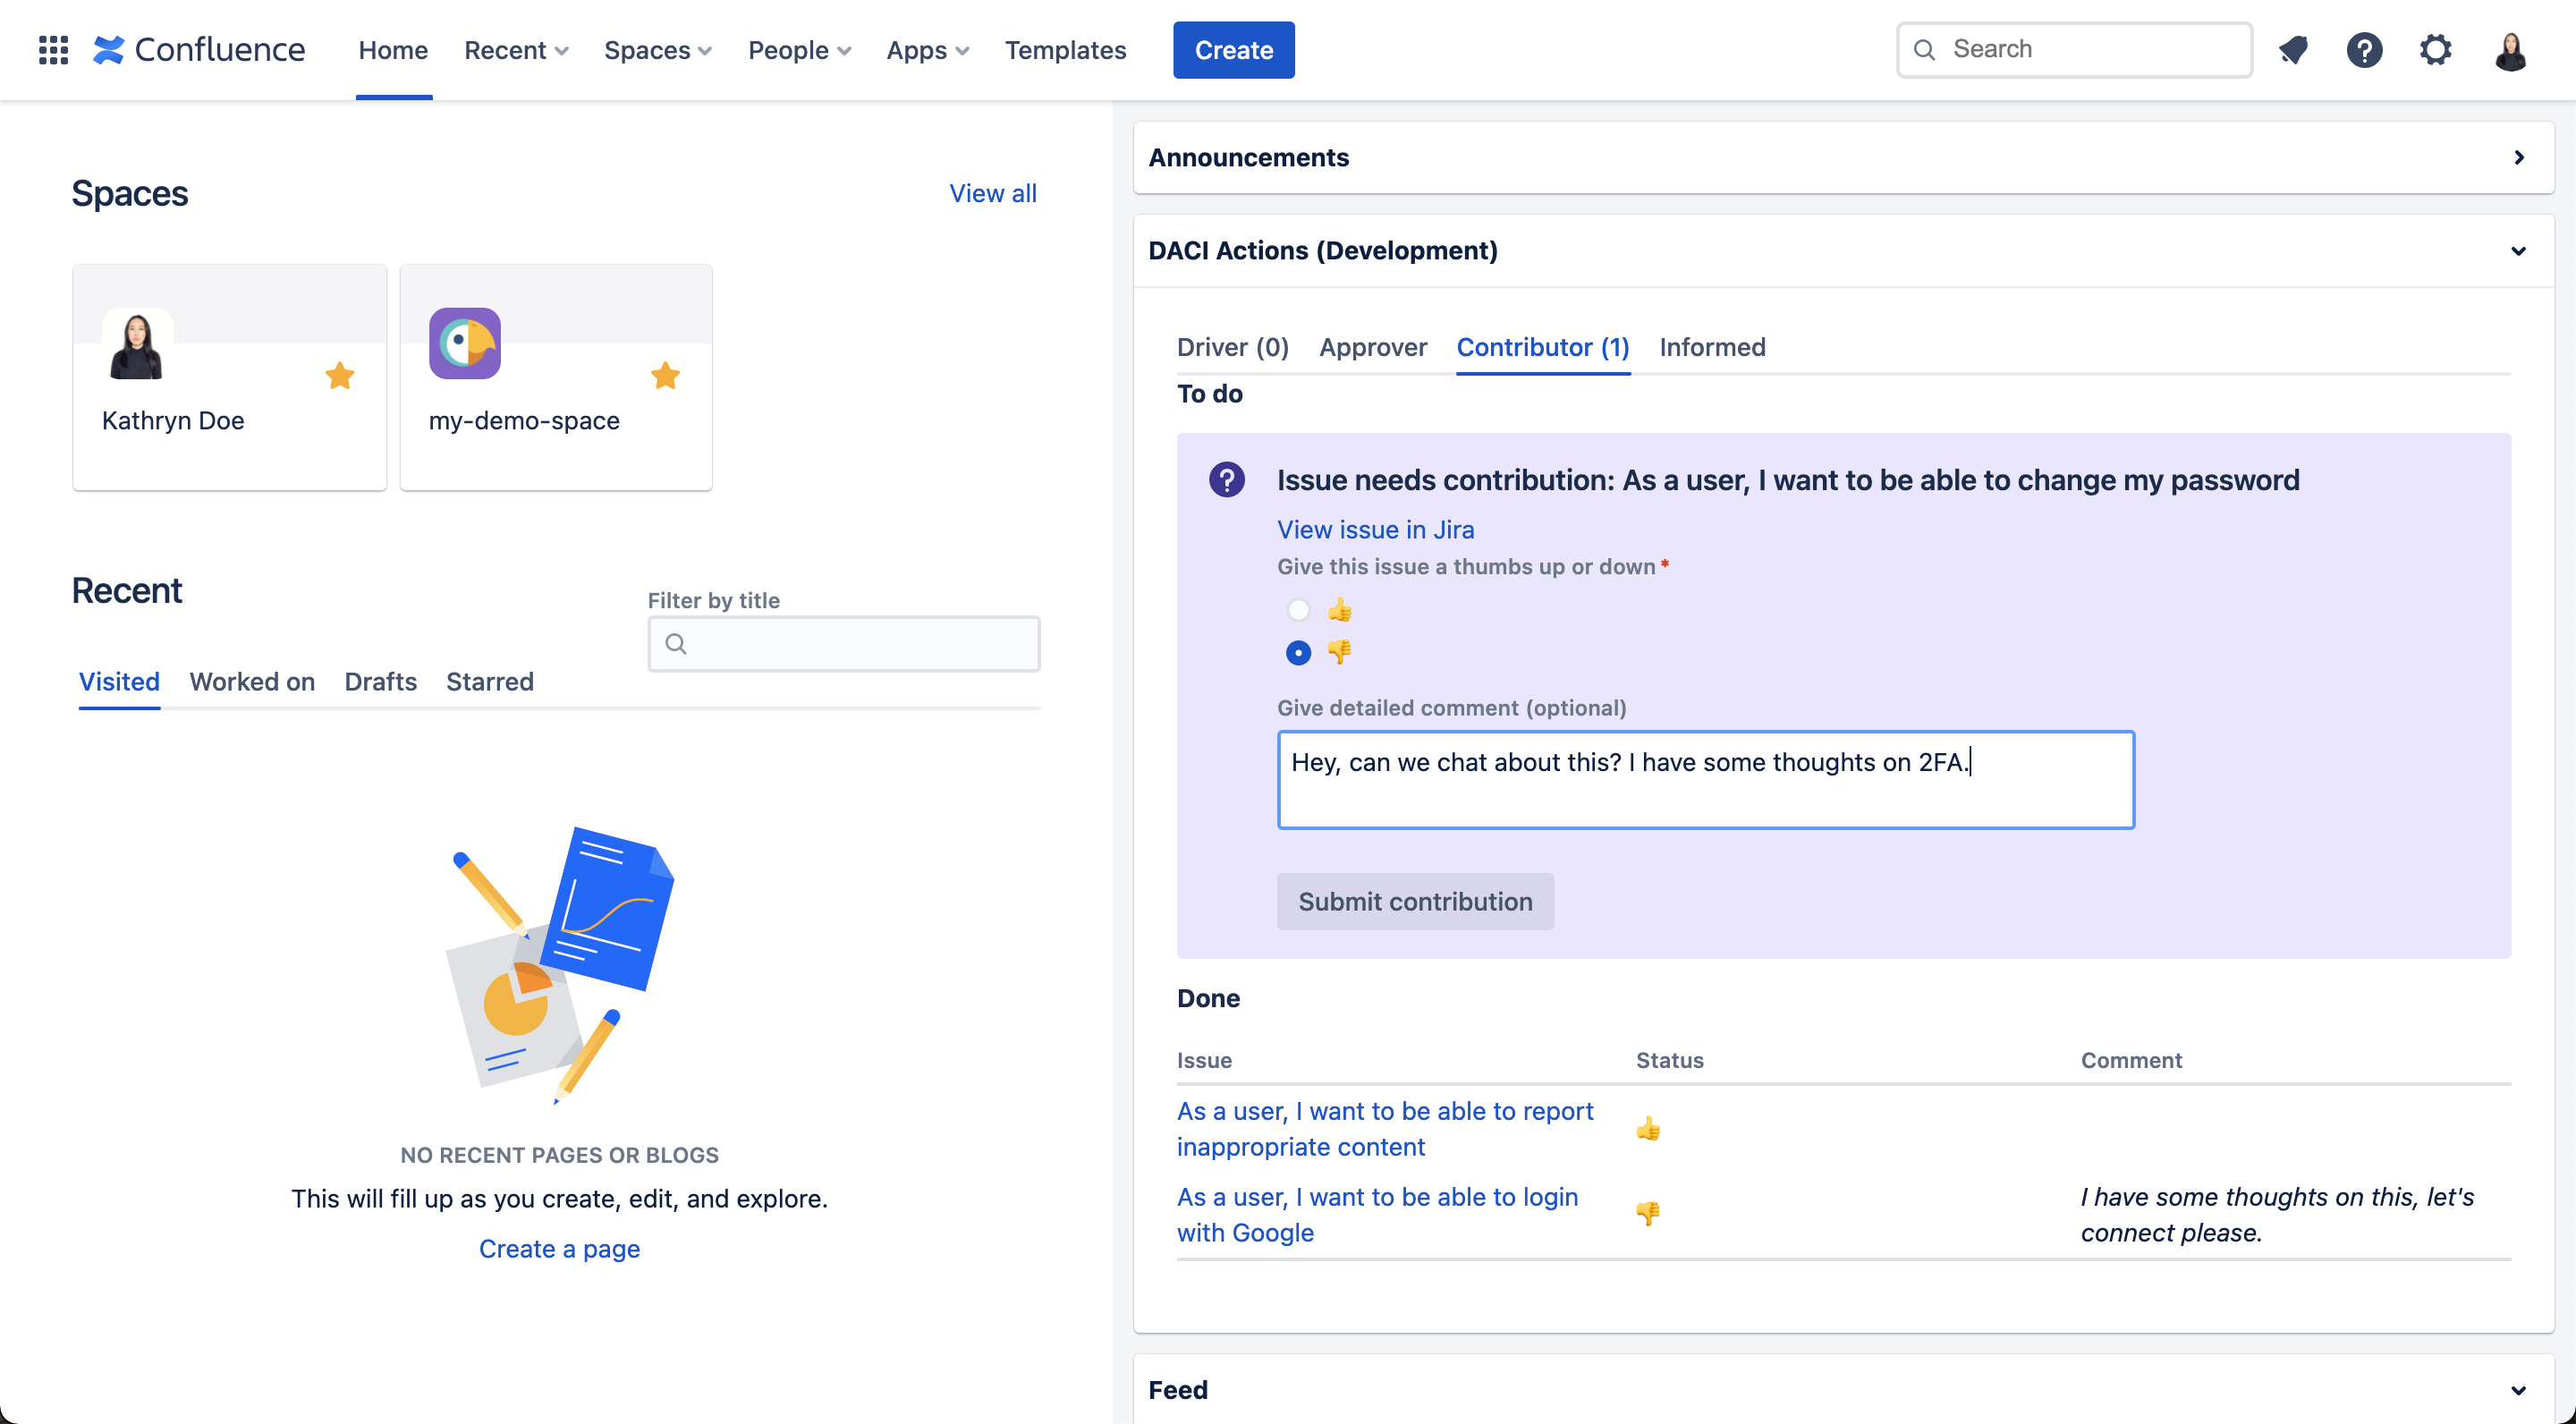 Confluence
Home
Recent
Spaces
People
Apps
Templates
Create
Search
Spaces
View all
Kathryn Doe
my-demo-space
Recent
Filter by title
Visited
Worked on
Drafts
Starred
NO RECENT PAGES OR BLOGS
This will fill up as you create, edit, and explore.
Create a page
Announcements
DACI Actions (Development)
Driver (0)
Approver
Contributor (1)
Informed
To do
Issue needs contribution: As a user, I want to be able to change my password
View issue in Jira
Give this issue a thumbs up or down *
Give detailed comment (optional)
Hey, can we chat about this? I have some thoughts on 2FA.
Submit contribution
Done
Issue
Status
Comment
As a user, I want to be able to report
inappropriate content
As a user, I want to be able to login
with Google
I have some thoughts on this, let's
connect please.
Feed